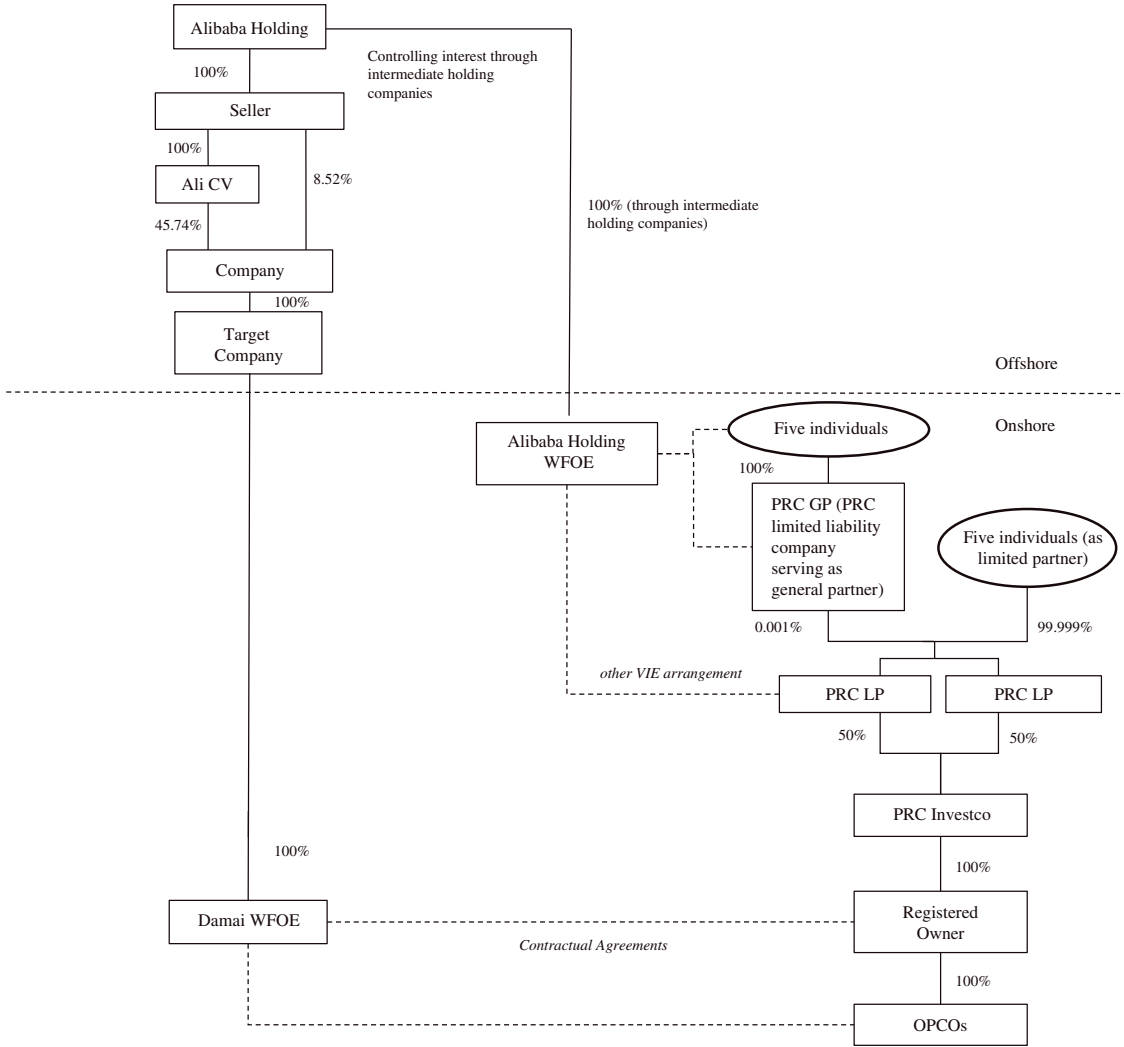 Alibaba Holding
Controlling interest through
intermediate holding
companies
100%
Seller
100%
8.52%
Ali CV
45.74%
100% (through intermediate
holding companies)
Company
100%
Target
Company
Offshore
Onshore
Alibaba Holding
WFOE
Five individuals
100%
PRC GP (PRC
limited liability
company
serving as
general partner)
Five individuals (as
limited partner)
0.001%
99.999%
other VIE arrangement
PRC LP
PRC LP
50%
50%
PRC Investco
100%
100%
Damai WFOE
Registered
Owner
Contractual Agreements
100%
OPCOs